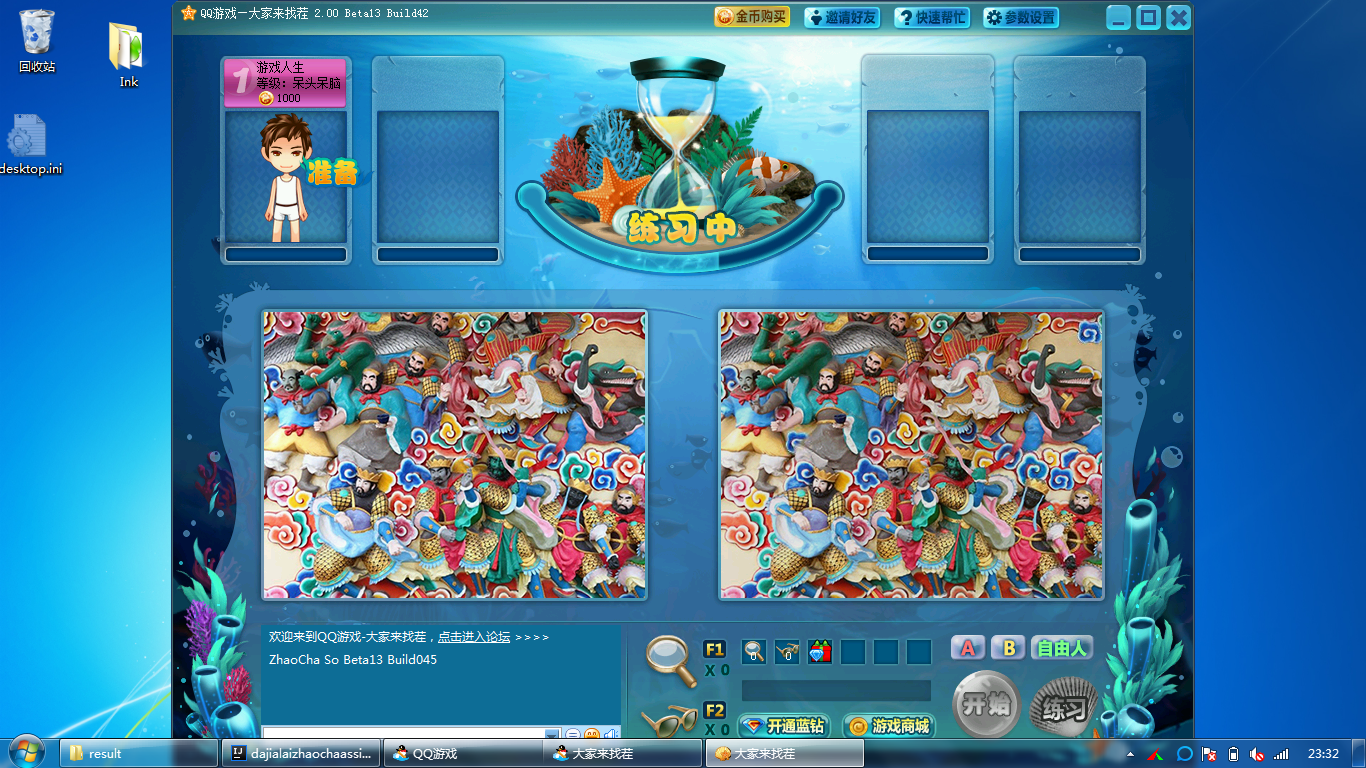 QQ游戏—大家来找茬 2.00 Beta13 Build42
金币购买
邀请好友
快速帮忙
参数设置
回收站
Ink
desktop.ini
1
游戏人生
等级：呆头呆脑
1000
准备
练习中
欢迎来到QQ游戏-大家来找茬，点击进入论坛 >>>>
ZhaoCha So Beta13 Build045
F1
X 0
0
0
A
B
自由人
F2
X 0
开通蓝钻
游戏商城
开始
练习
result
dajialaizhaochaassi...
QQ游戏
大家来找茬
大家来找茬
23:32